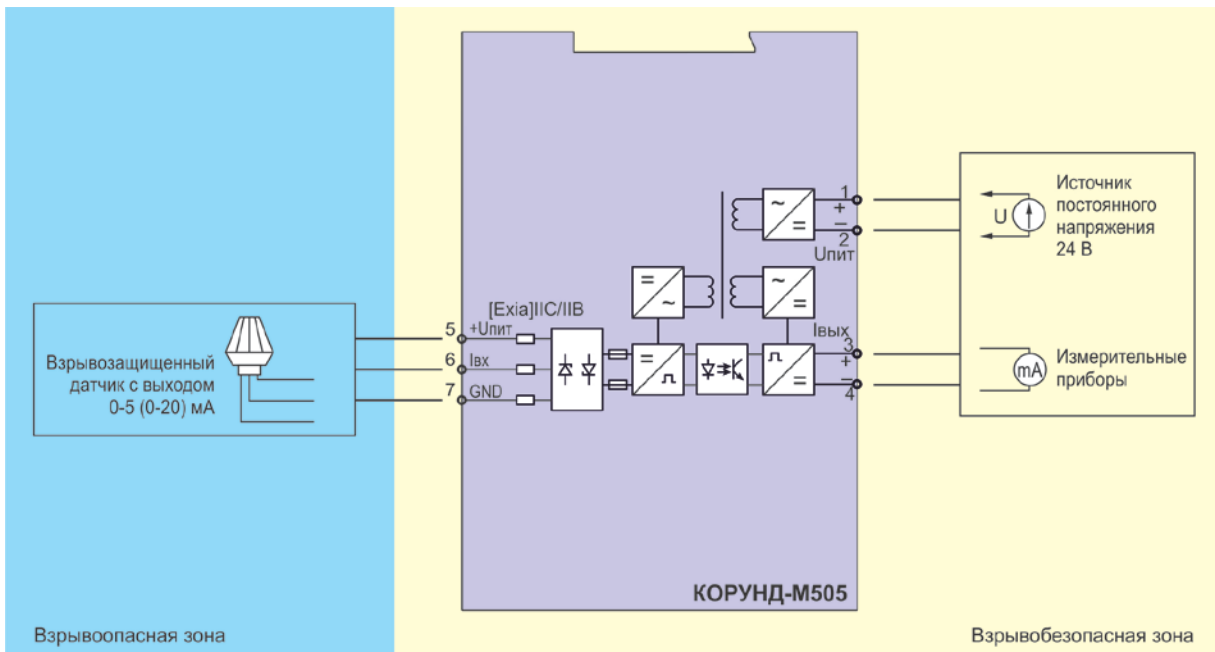 1
+
−
2
Uпит
U
Источник
постоянного
напряжения
24 В
~
=
=
~
~
=
[Exia]IIC/IIB
5
+Uпит
6
Iвх
7
GND
Взрывозащищенный
датчик с выходом
0-5 (0-20) мА
=
=
Iвых
3
+
−
4
mA
Измерительные
приборы
КОРУНД-М505
Взрывоопасная зона
Взрывобезопасная зона